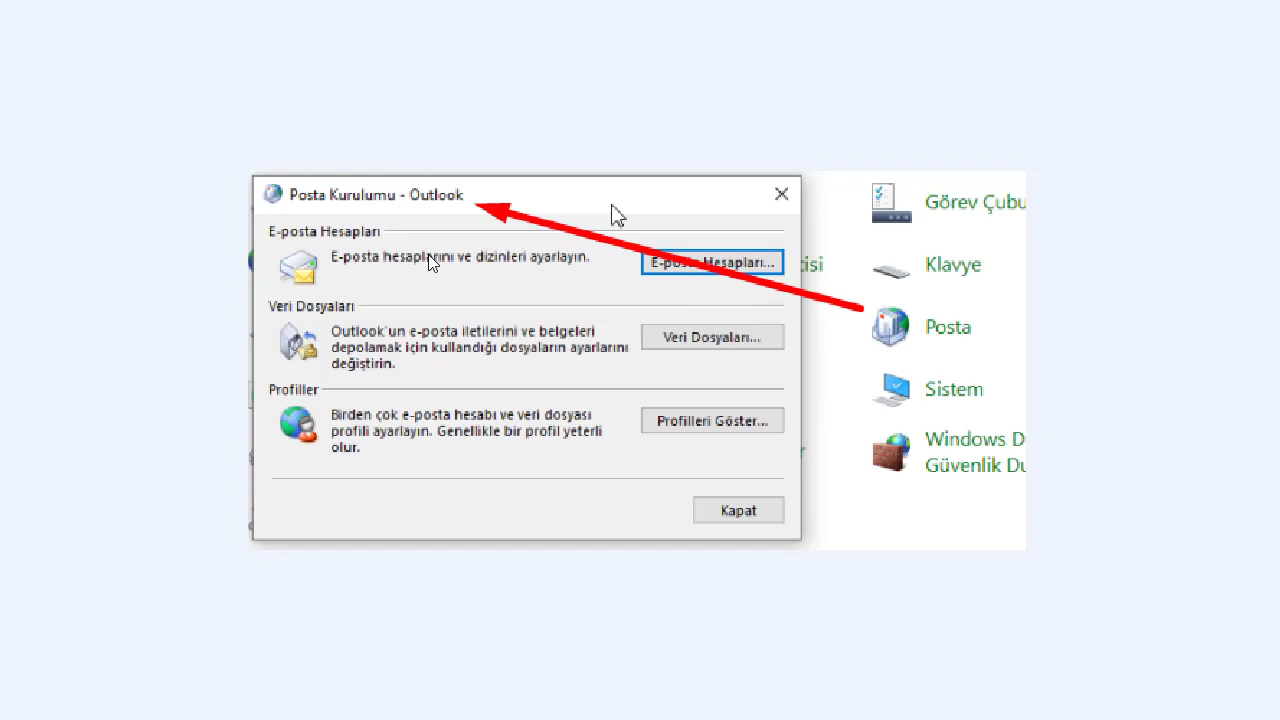 Posta Kurulumu - Outlook
E-posta Hesapları
E-posta hesaplarını ve dizinleri ayarlayın.
E-posta Hesapları...
Veri Dosyaları
Outlook'un e-posta iletilerini ve belgeleri
depolamak için kullandığı dosyaların ayarlarını
değiştirin.
Veri Dosyaları...
Profiller
Birden çok e-posta hesabı ve veri dosyası
profili ayarlayın. Genellikle bir profil yeterli
olur.
Profilleri Göster...
Kapat
Görev Çubu
Klavye
Posta
Sistem
Windows D
Güvenlik Du